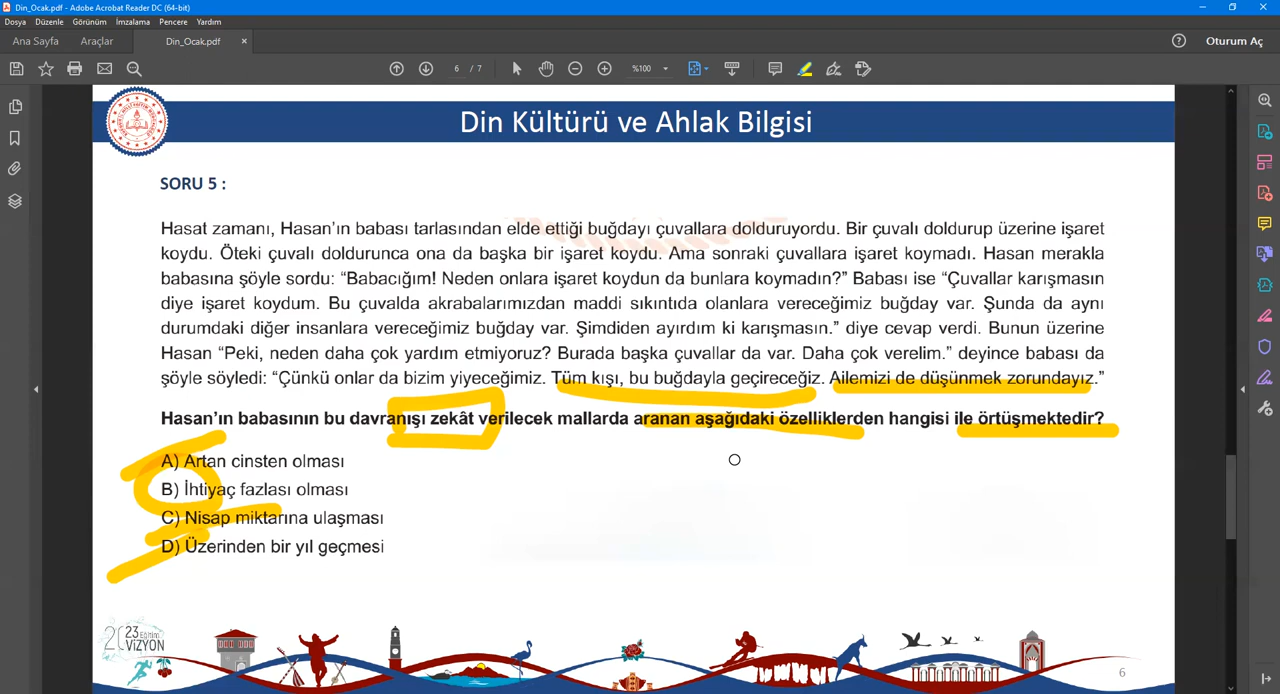 Din_Ocak.pdf - Adobe Acrobat Reader DC (64-bit)
Dosya Düzenle Görünüm İmzalama Pencere Yardım
Ana Sayfa Araçlar Din_Ocak.pdf × Oturum Aç
6 / 7 %100
Din Kültürü ve Ahlak Bilgisi
SORU 5 :
Hasat zamanı, Hasan'ın babası tarlasından elde ettiği buğdayı çuvallara dolduruyordu. Bir çuvalı doldurup üzerine işaret
koydu. Öteki çuvalı doldurunca ona da başka bir işaret koydu. Ama sonraki çuvallara işaret koymadı. Hasan merakla
babasına şöyle sordu: “Babacığım! Neden onlara işaret koydun da bunlara koymadın?” Babası ise “Çuvallar karışmasın
diye işaret koydum. Bu çuvalda akrabalarımızdan maddi sıkıntıda olanlara vereceğimiz buğday var. Şunda da aynı
durumdaki diğer insanlara vereceğimiz buğday var. Şimdiden ayırdım ki karışmasın.” diye cevap verdi. Bunun üzerine
Hasan “Peki, neden daha çok yardım etmiyoruz? Burada başka çuvallar da var. Daha çok verelim.” deyince babası da
şöyle söyledi: “Çünkü onlar da bizim yiyeceğimiz. Tüm kışı, bu buğdayla geçireceğiz. Ailemizi de düşünmek zorundayız.”
Hasan'ın babasının bu davranışı zekât verilecek mallarda aranan aşağıdaki özelliklerden hangisi ile örtüşmektedir?
A) Artan cinsten olması
B) İhtiyaç fazlası olması
C) Nisap miktarına ulaşması
D) Üzerinden bir yıl geçmesi
2023 Eğitim
VİZYON
6